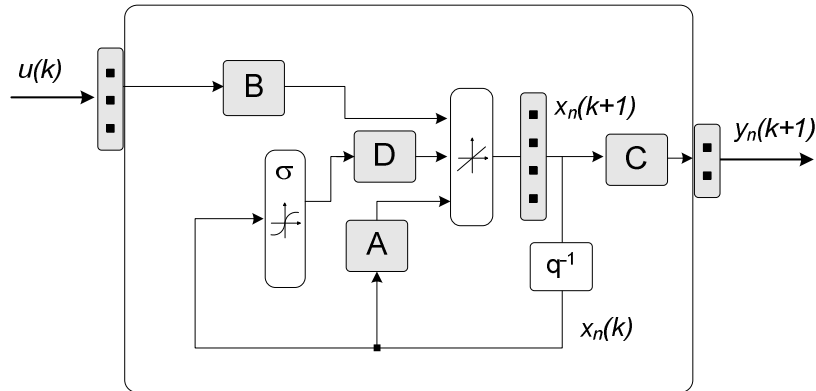 u(k)
B
x_n(k+1)
y_n(k+1)
D
C
σ
A
q⁻¹
x_n(k)